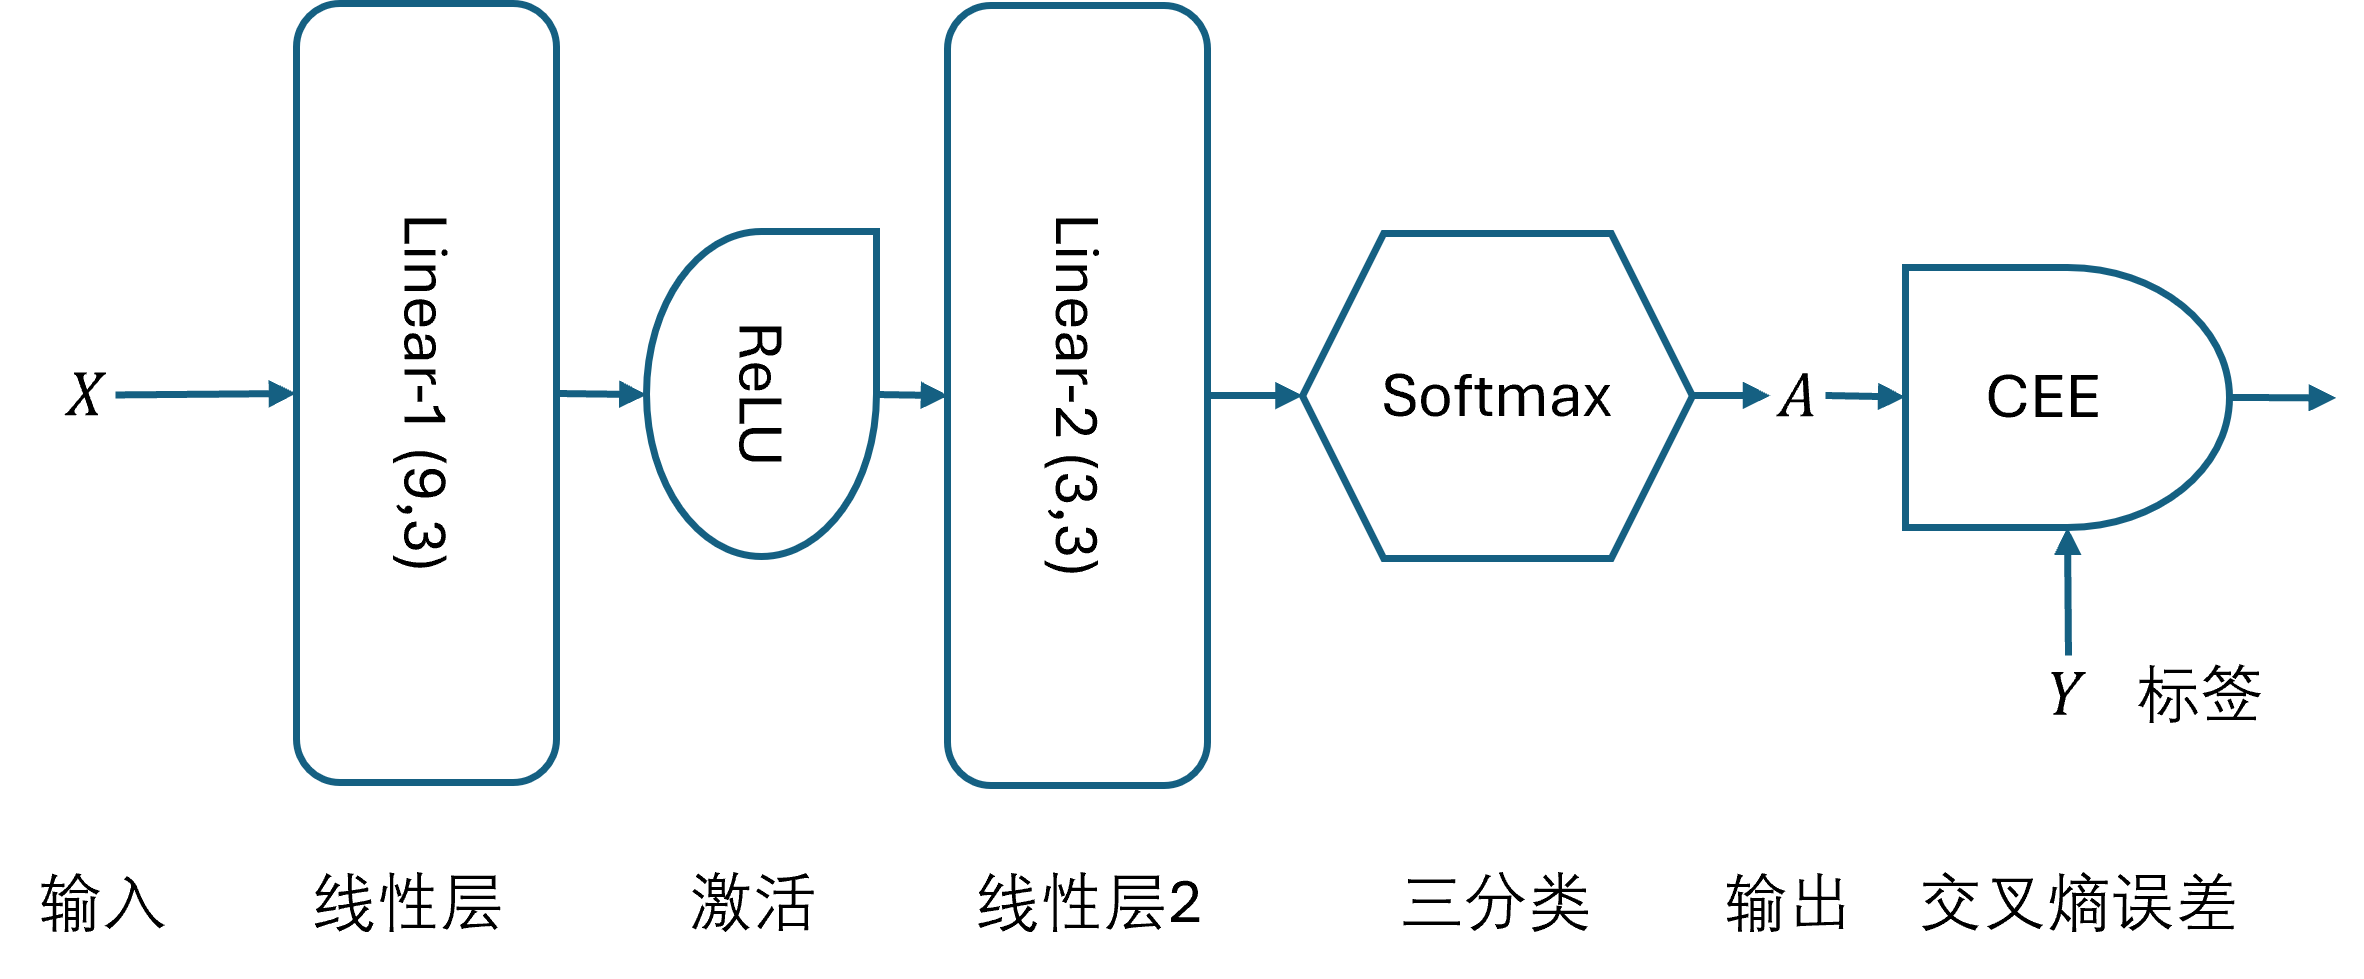 X
Linear-1 (9,3)
ReLU
Linear-2 (3,3)
Softmax
A
CEE
Y 标签
输入 线性层 激活 线性层2 三分类 输出 交叉熵误差